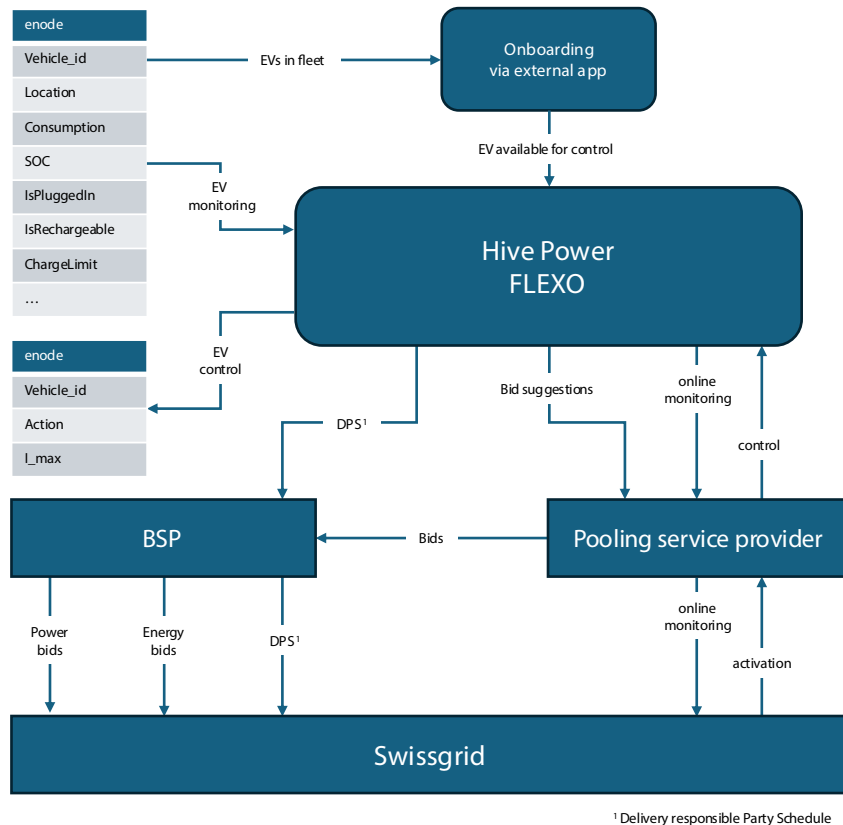 enode
Vehicle_id
Location
Consumption
SOC
IsPluggedIn
IsRechargeable
ChargeLimit
…
EVs in fleet
Onboarding
via external app
EV available for control
EV
monitoring
Hive Power
FLEXO
enode
Vehicle_id
Action
I_max
EV
control
DPS¹
Bid suggestions
online
monitoring
control
BSP
Bids
Pooling service provider
Power
bids
Energy
bids
DPS¹
online
monitoring
activation
Swissgrid
¹ Delivery responsible Party Schedule